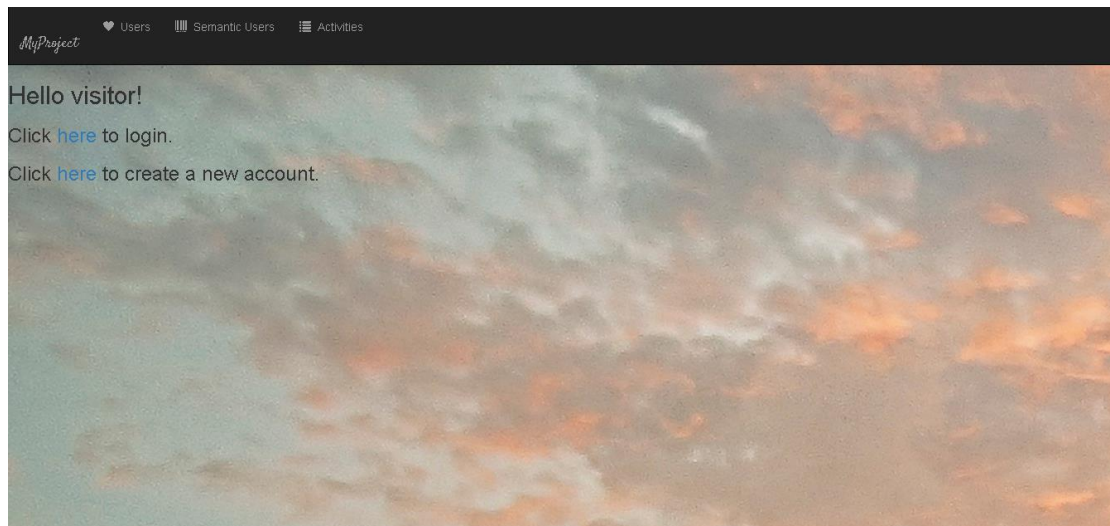 MyProject Users Semantic Users Activities
Hello visitor!
Click here to login.
Click here to create a new account.